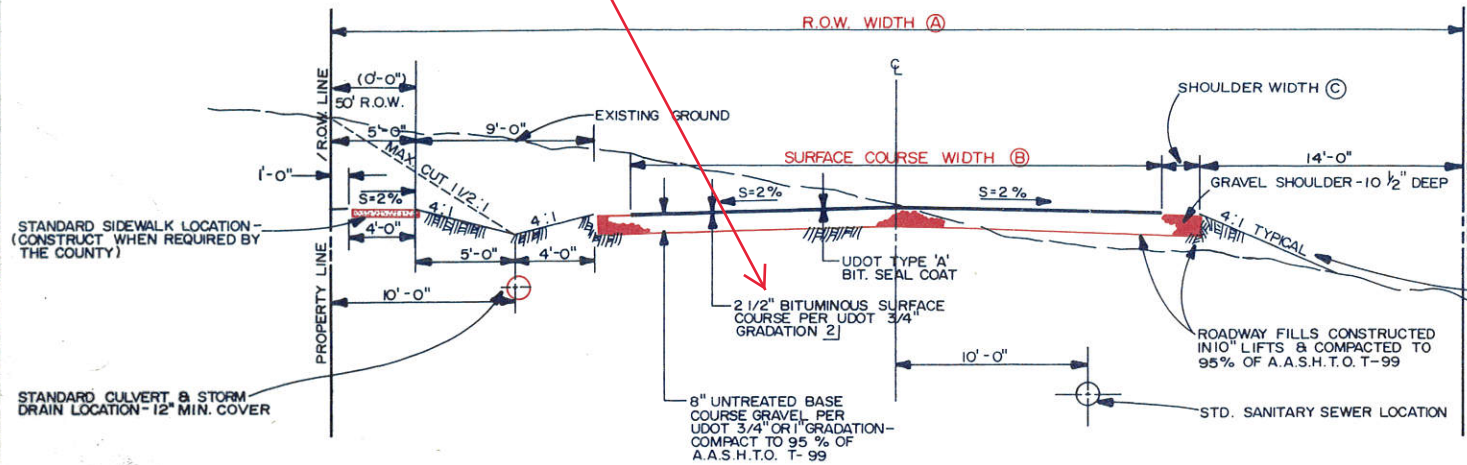 R.O.W. WIDTH Ⓐ
℄
(0'-0")
50' R.O.W.
SHOULDER WIDTH Ⓒ
PROPERTY LINE / R.O.W. LINE
EXISTING GROUND
5'-0"
9'-0"
MAX. CUT 1 1/2:1
SURFACE COURSE WIDTH Ⓑ
14'-0"
1'-0"
GRAVEL SHOULDER-10 1/2" DEEP
S=2%
S=2%
S=2%
4:1
4:1
4:1 TYPICAL
STANDARD SIDEWALK LOCATION-
(CONSTRUCT WHEN REQUIRED BY
THE COUNTY)
4'-0"
5'-0"
4'-0"
UDOT TYPE 'A'
BIT. SEAL COAT
10'-0"
2 1/2" BITUMINOUS SURFACE
COURSE PER UDOT 3/4"
GRADATION 2
ROADWAY FILLS CONSTRUCTED
IN 10" LIFTS & COMPACTED TO
95% OF A.A.S.H.T.O. T-99
10'-0"
STANDARD CULVERT & STORM
DRAIN LOCATION-12" MIN. COVER
8" UNTREATED BASE
COURSE GRAVEL PER
UDOT 3/4" OR 1" GRADATION-
COMPACT TO 95 % OF
A.A.S.H.T.O. T-99
STD. SANITARY SEWER LOCATION